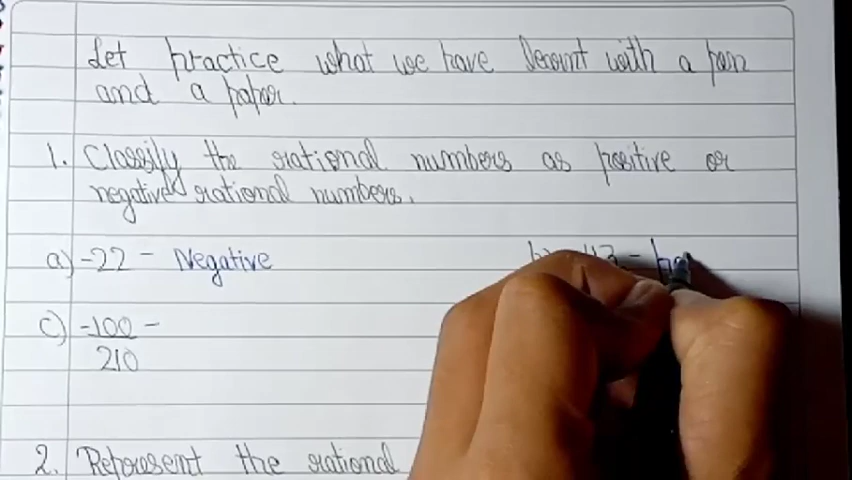 Let practice what we have learnt with a pen
and a paper.
1. Classify the rational numbers as positive or
negative rational numbers.
a) -22 - Negative
c) -100 -
210
2. Represent the rational